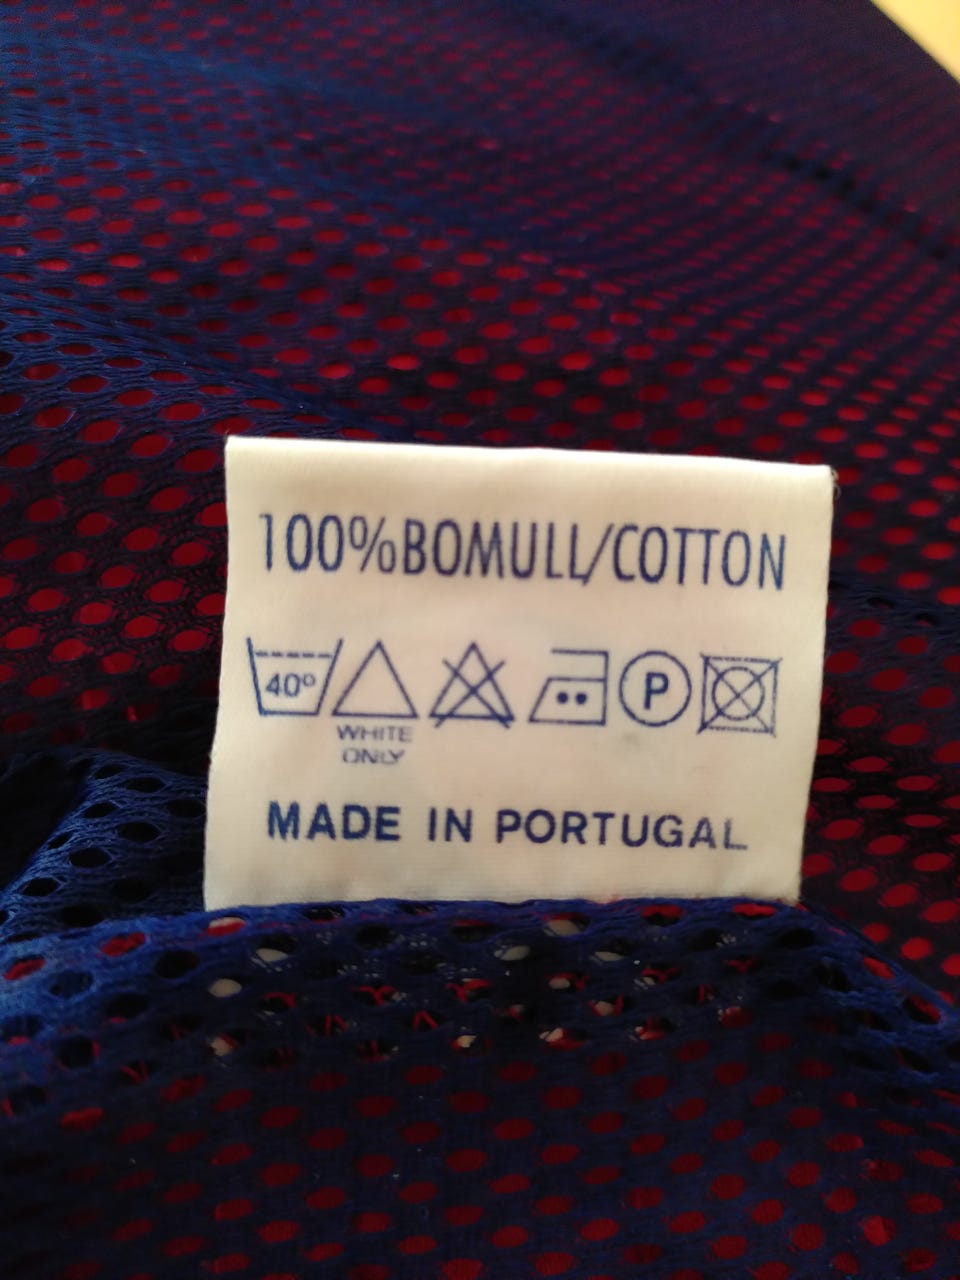 100%BOMULL/COTTON
40° P
WHITE
ONLY
MADE IN PORTUGAL